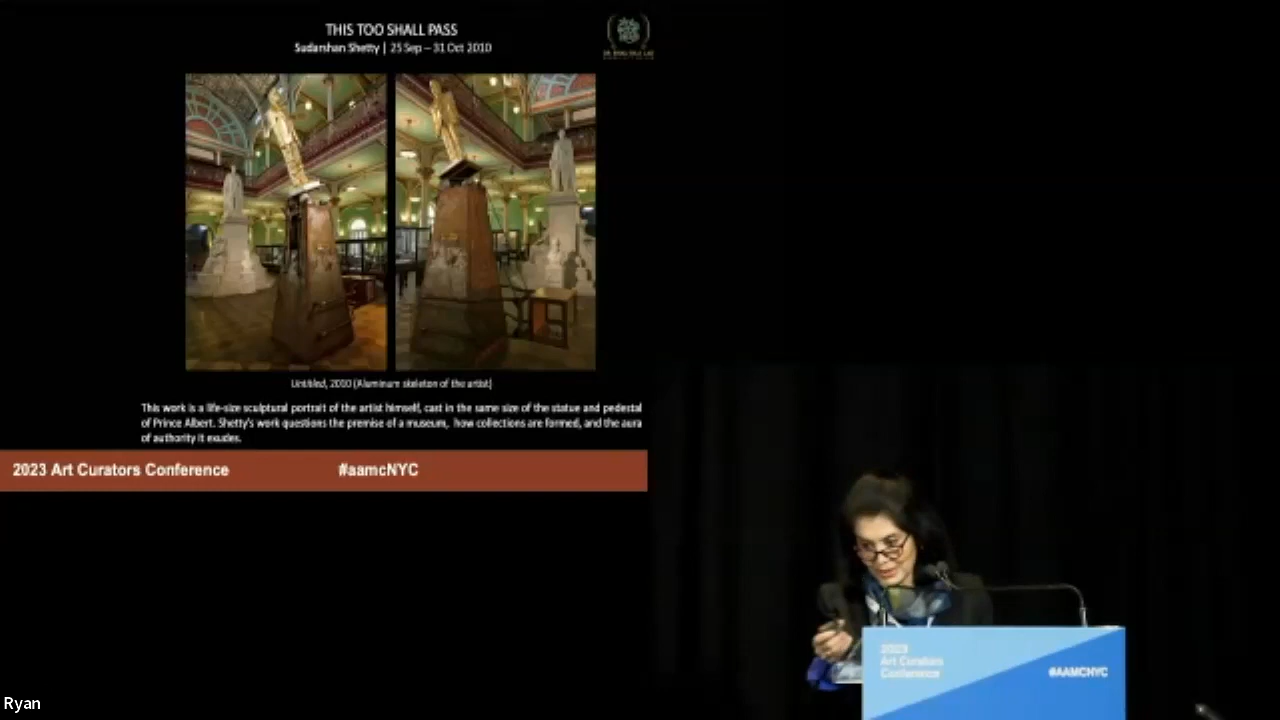 THIS TOO SHALL PASS
Sudarshan Shetty | 25 Sep – 31 Oct 2010
Untitled, 2010 (Aluminum skeleton of the artist)
This work is a life-size sculptural portrait of the artist himself, cast in the same size of the statue and pedestal
of Prince Albert. Shetty's work questions the premise of a museum, how collections are formed, and the aura
of authority it exudes.
2023 Art Curators Conference #aamcNYC
2023
Art Curators
Conference
#AAMCNYC
Ryan